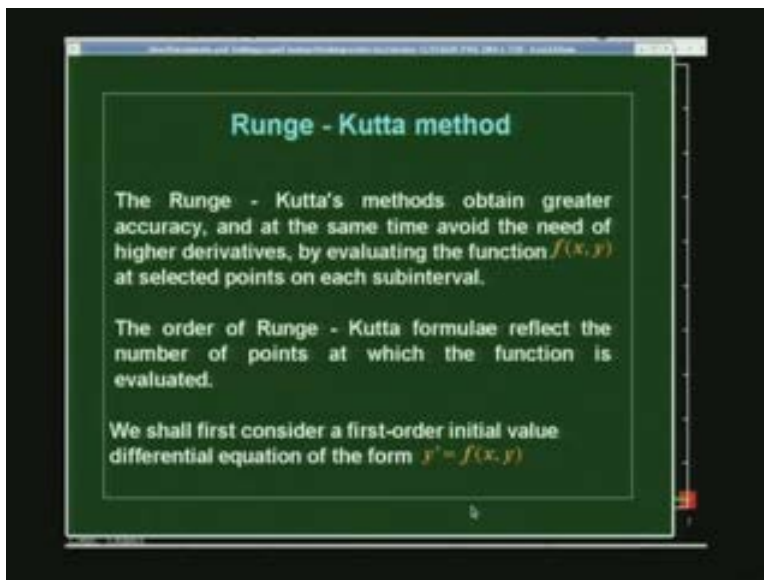 Runge - Kutta method
The Runge - Kutta's methods obtain greater
accuracy, and at the same time avoid the need of
higher derivatives, by evaluating the function f(x, y)
at selected points on each subinterval.
The order of Runge - Kutta formulae reflect the
number of points at which the function is
evaluated.
We shall first consider a first-order initial value
differential equation of the form y' = f(x, y)